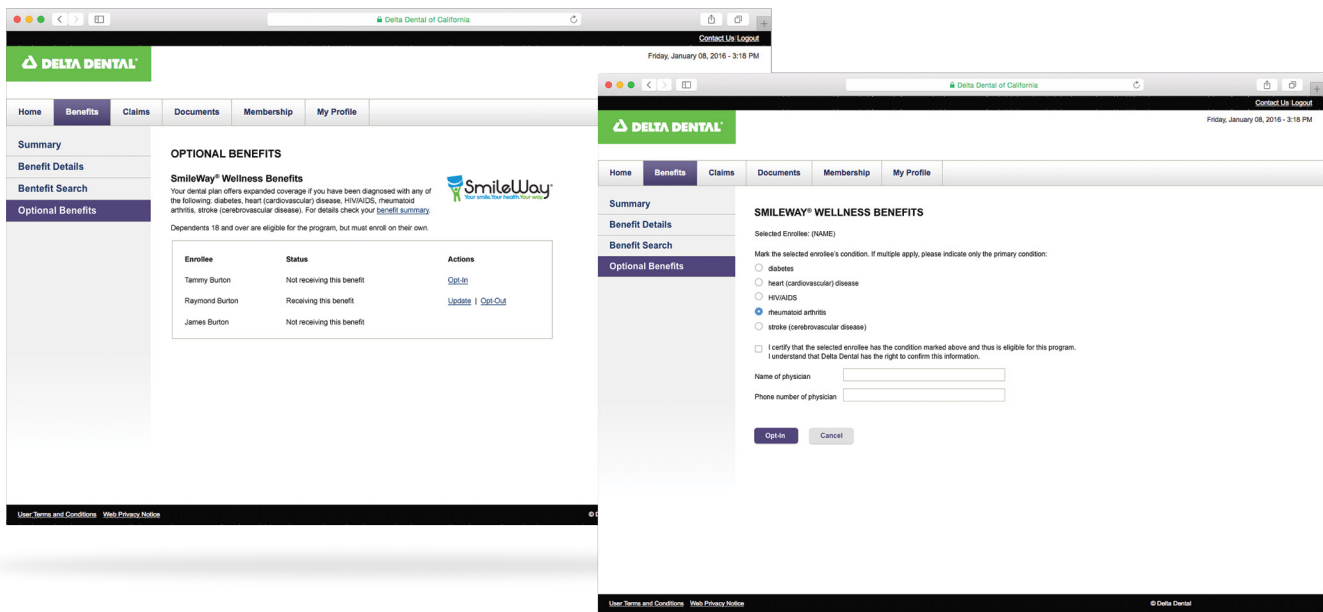 Delta Dental of California
Contact Us Logout
DELTA DENTAL
Friday, January 08, 2016 - 3:18 PM
Home Benefits Claims Documents Membership My Profile
Summary
Benefit Details
Bentefit Search
Optional Benefits
OPTIONAL BENEFITS
SmileWay® Wellness Benefits
Your dental plan offers expanded coverage if you have been diagnosed with any of
the following: diabetes, heart (cardiovascular) disease, HIV/AIDS, rheumatoid
arthritis, stroke (cerebrovascular disease). For details check your benefit summary.
Dependents 18 and over are eligible for the program, but must enroll on their own.
SmileWay
Your smile. Your health. Your way.
Enrollee Status Actions
Tammy Burton Not receiving this benefit Opt-In
Raymond Burton Receiving this benefit Update | Opt-Out
James Burton Not receiving this benefit
User Terms and Conditions Web Privacy Notice
©
Delta Dental of California
Contact Us Logout
DELTA DENTAL
Friday, January 08, 2016 - 3:18 PM
Home Benefits Claims Documents Membership My Profile
Summary
Benefit Details
Benefit Search
Optional Benefits
SMILEWAY® WELLNESS BENEFITS
Selected Enrollee: (NAME)
Mark the selected enrollee's condition. If multiple apply, please indicate only the primary condition:
diabetes
heart (cardiovascular) disease
HIV/AIDS
rheumatoid arthritis
stroke (cerebrovascular disease)
I certify that the selected enrollee has the condition marked above and thus is eligible for this program.
I understand that Delta Dental has the right to confirm this information.
Name of physician
Phone number of physician
Opt-In Cancel
User Terms and Conditions Web Privacy Notice
© Delta Dental